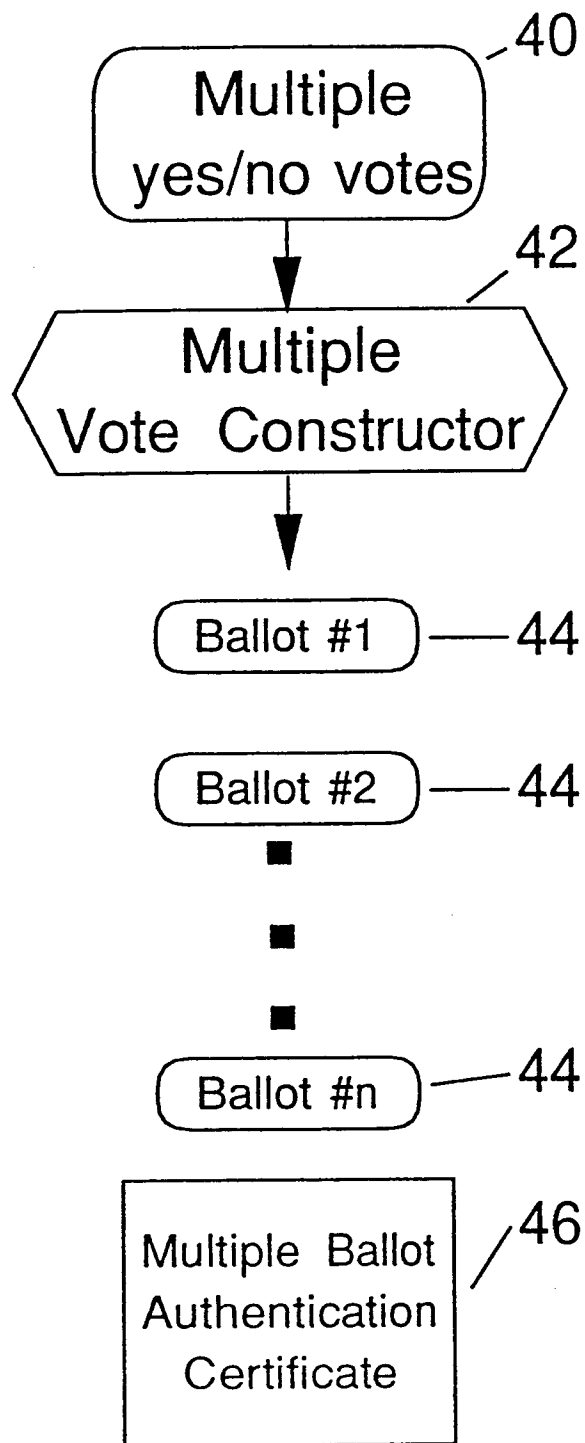 40
Multiple
yes/no votes
42
Multiple
Vote Constructor
Ballot #1
44
Ballot #2
44
Ballot #n
44
46
Multiple Ballot
Authentication
Certificate